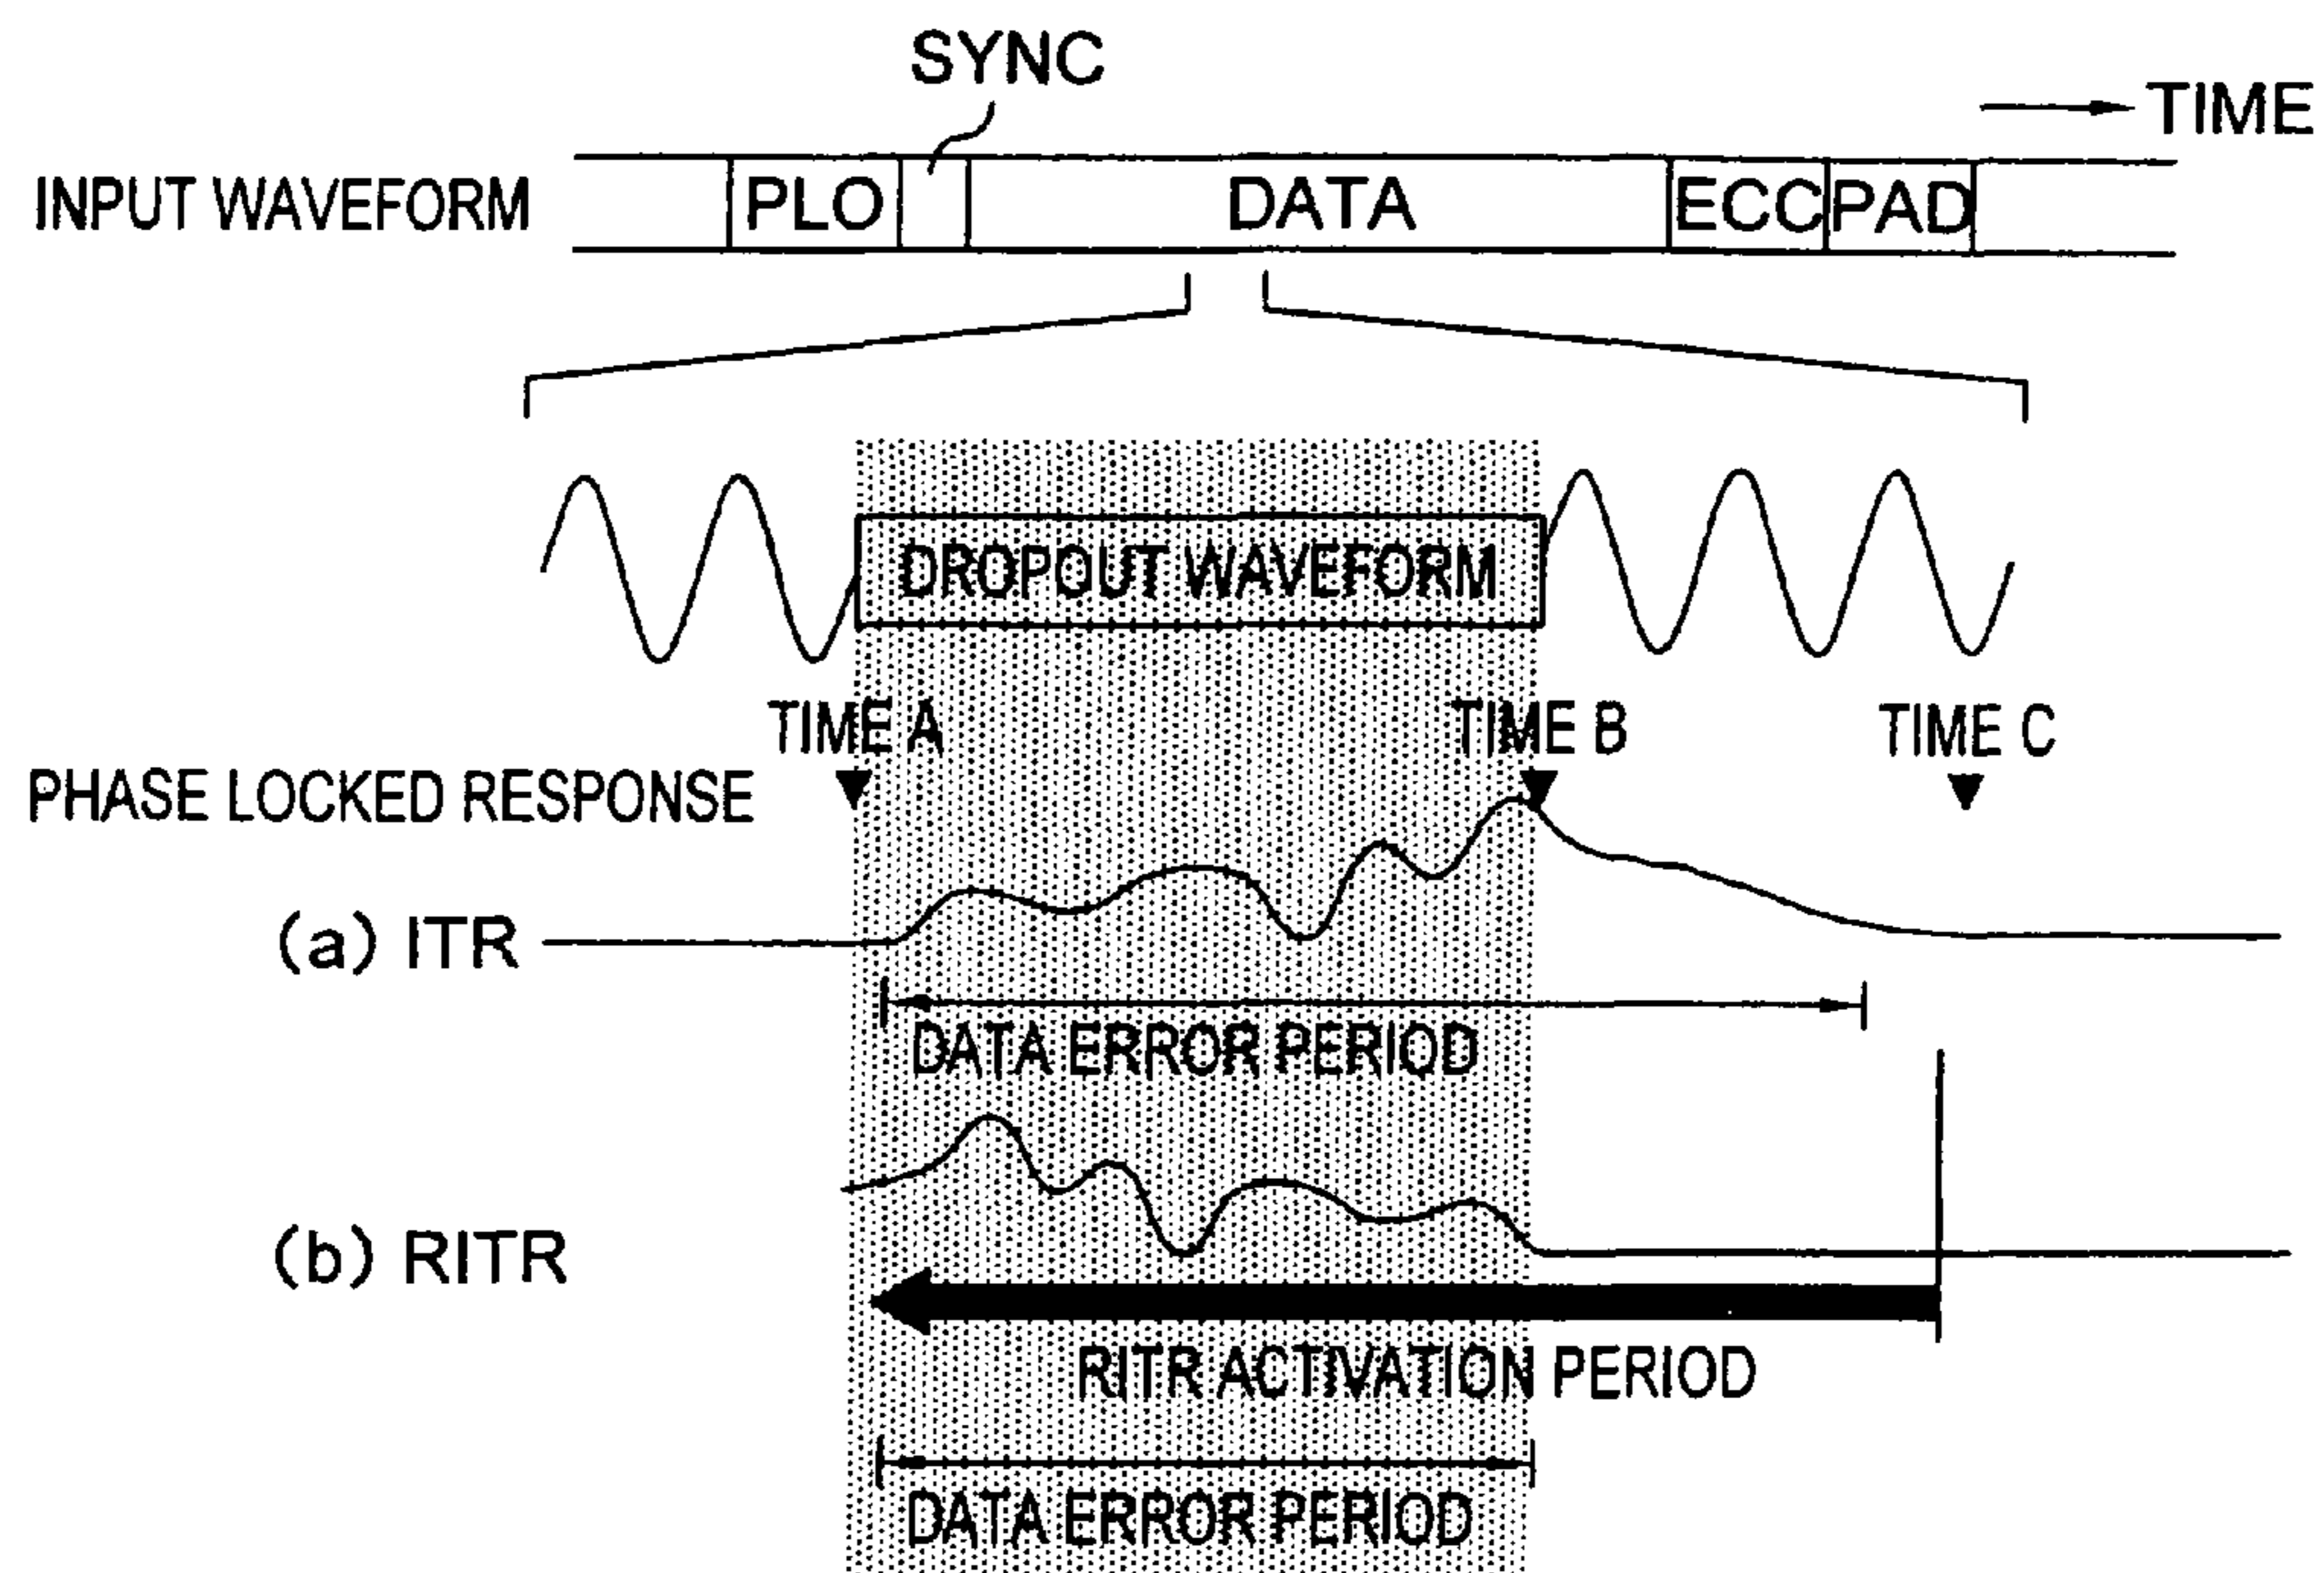 SYNC
TIME
INPUT WAVEFORM
PLO
DATA
ECC
PAD
DROPOUT WAVEFORM
TIME A
TIME B
TIME C
PHASE LOCKED RESPONSE
(a) ITR
DATA ERROR PERIOD
(b) RITR
RITR ACTIVATION PERIOD
DATA ERROR PERIOD